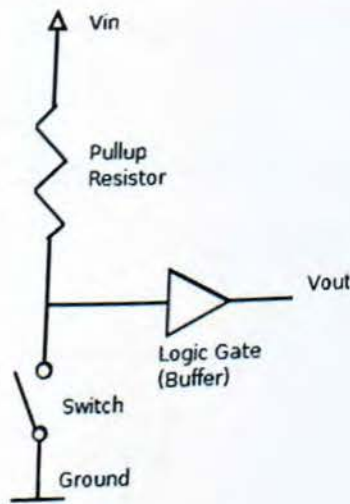 Vin
Pullup
Resistor
Vout
Logic Gate
(Buffer)
Switch
Ground